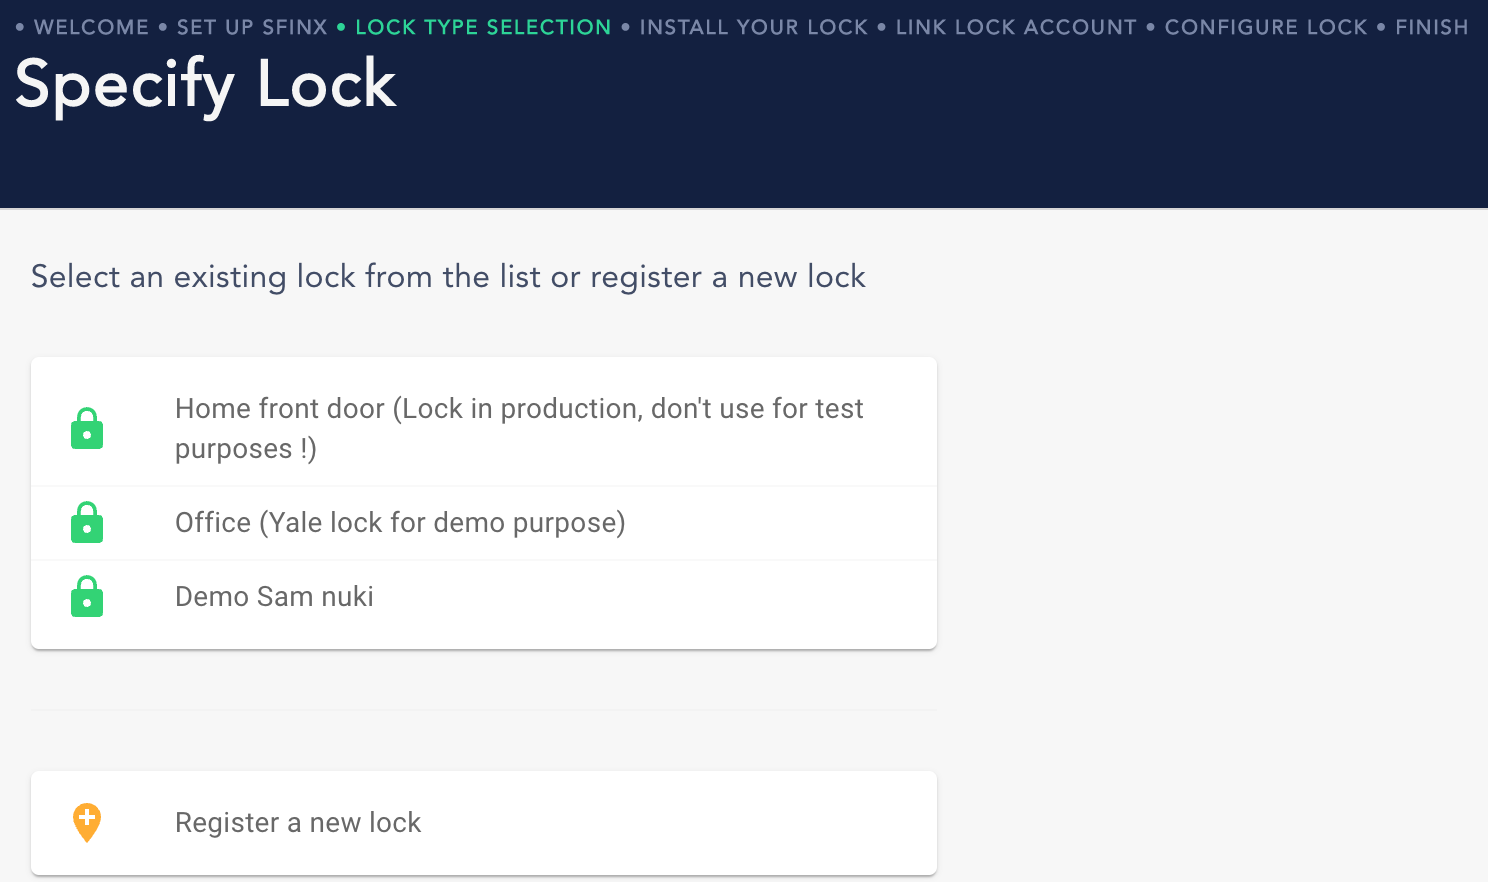 • WELCOME • SET UP SFINX • LOCK TYPE SELECTION • INSTALL YOUR LOCK • LINK LOCK ACCOUNT • CONFIGURE LOCK • FINISH
Specify Lock
Select an existing lock from the list or register a new lock
Home front door (Lock in production, don't use for test
purposes !)
Office (Yale lock for demo purpose)
Demo Sam nuki
Register a new lock